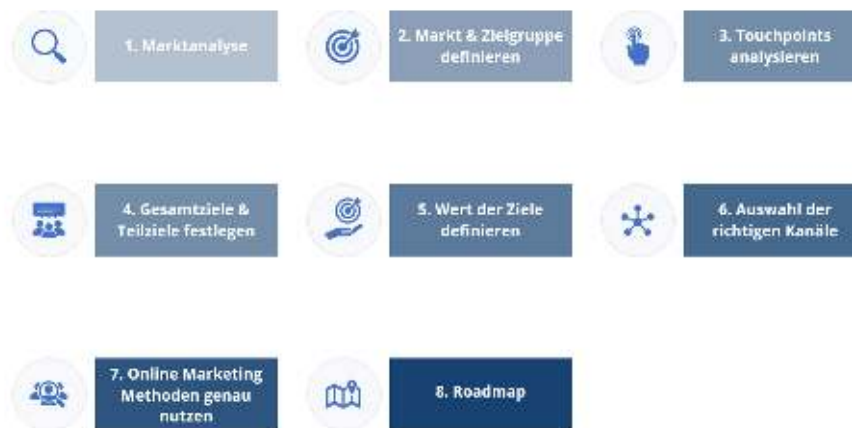 1. Marktanalyse
2. Markt & Zielgruppe
definieren
3. Touchpoints
analysieren
4. Gesamtziele &
Teilziele festlegen
5. Wert der Ziele
definieren
6. Auswahl der
richtigen Kanäle
7. Online Marketing
Methoden genau
nutzen
8. Roadmap